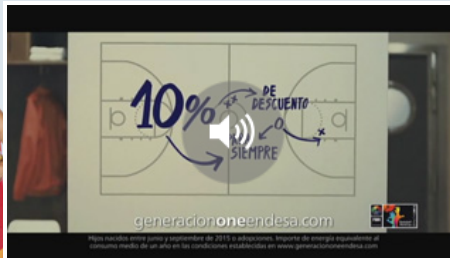 10%
DE
DESCUENTO
SIEMPRE
generaciononeendesa.com
Hijos nacidos entre junio y septiembre de 2015 o adopciones. Importe de energía equivalente al
consumo medio de un año en las condiciones establecidas en www.generaciononeendesa.com